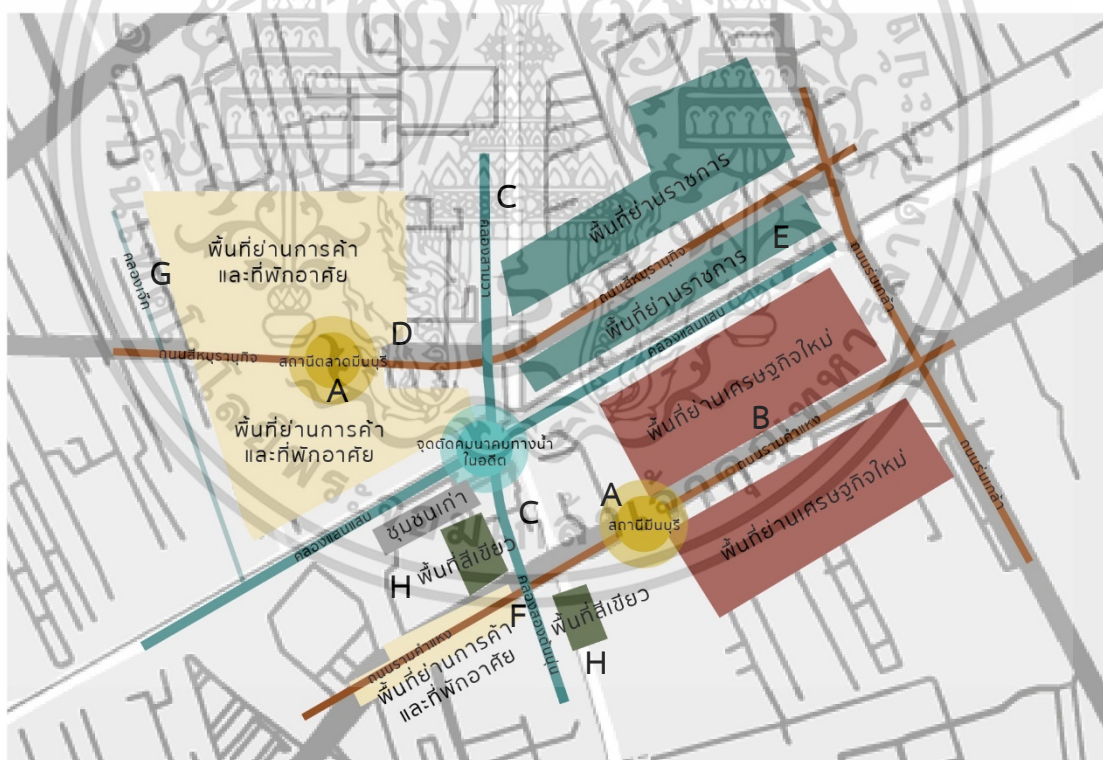 พื้นที่ย่านราชการ
C
คลองสามวา
E
พื้นที่ย่านการค้า
และที่พักอาศัย
G
คลองเจ๊ก
ถนนสีหบุรานุกิจ
พื้นที่ย่านราชการ
ถนนร่มเกล้า
คลองแสนแสบ
D
ถนนสีหบุรานุกิจ
สถานีตลาดมีนบุรี
A
พื้นที่เศรษฐกิจใหม่
B
พื้นที่ย่านการค้า
และที่พักอาศัย
จุดตัดคมนาคมทางน้ำ
ในอดีต
ถนนรามคำแหง
ถนนร่มเกล้า
A
สถานีมีนบุรี
ชุมชนเก่า
C
พื้นที่ย่านเศรษฐกิจใหม่
คลองแสนแสบ
H
พื้นที่สีเขียว
คลองสองต้นนุ่น
F
พื้นที่สีเขียว
H
ถนนรามคำแหง
พื้นที่ย่านการค้า
และที่พักอาศัย